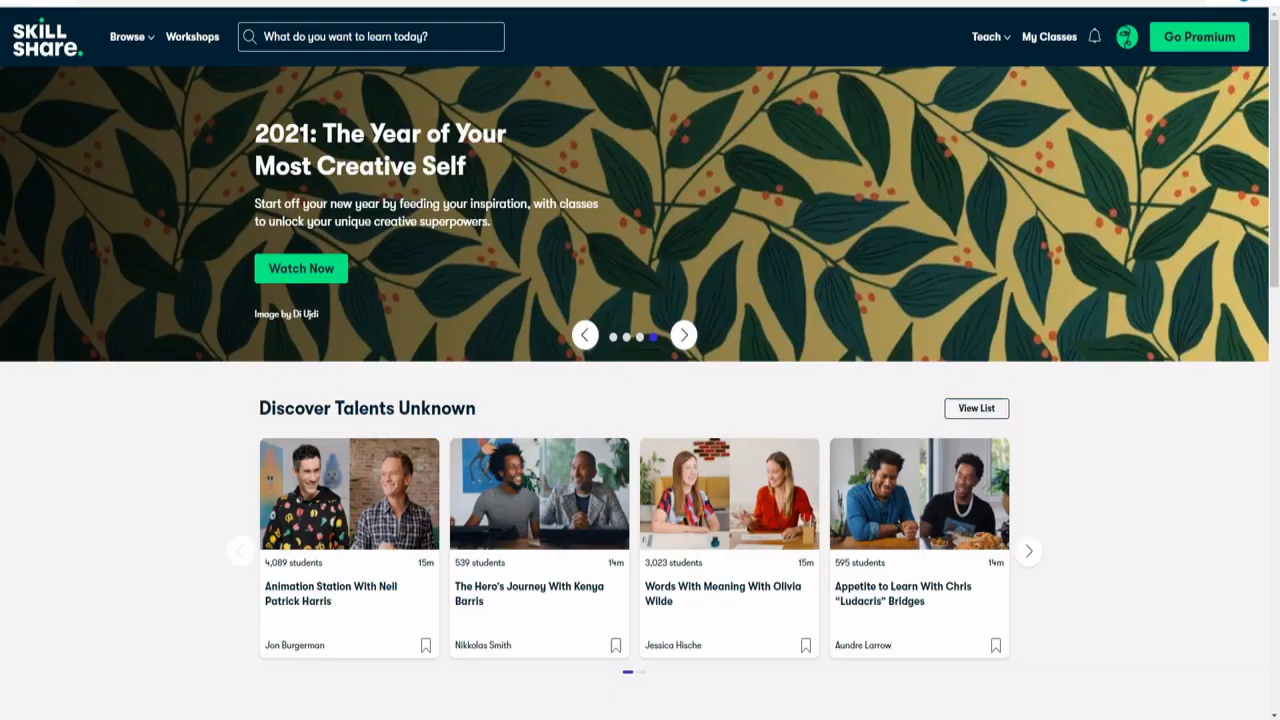 SKILL
SHARE.
Browse
Workshops
What do you want to learn today?
Teach
My Classes
Go Premium
2021: The Year of Your
Most Creative Self
Start off your new year by feeding your inspiration, with classes
to unlock your unique creative superpowers.
Watch Now
Image by Di Ujdi
Discover Talents Unknown
View List
4,089 students 15m
Animation Station With Neil
Patrick Harris
Jon Burgerman
539 students 14m
The Hero's Journey With Kenya
Barris
Nikkolas Smith
3,023 students 15m
Words With Meaning With Olivia
Wilde
Jessica Hische
595 students 14m
Appetite to Learn With Chris
“Ludacris” Bridges
Aundre Larrow